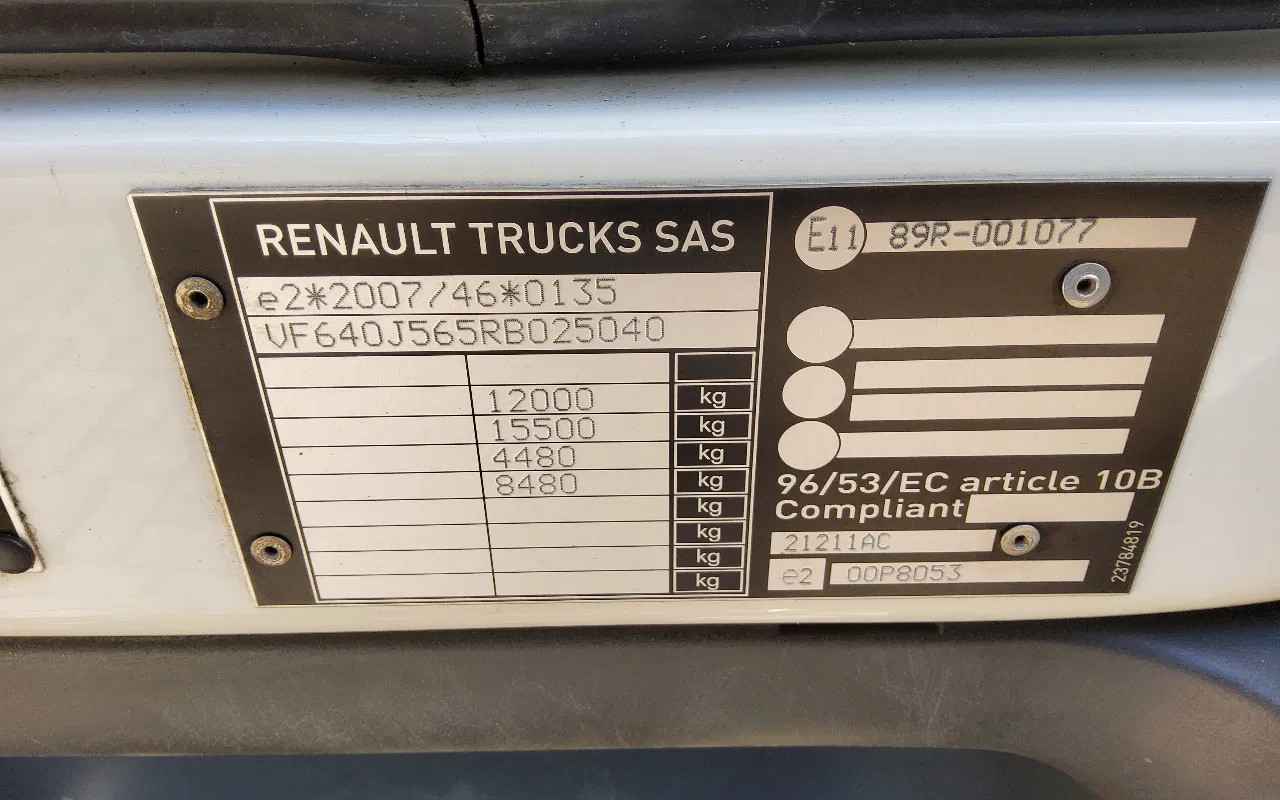 RENAULT TRUCKS SAS
e2*2007/46*0135
VF640J565RB025040
12000 kg
15500 kg
4480 kg
8480 kg
kg
kg
kg
kg
E11 89R-001077
96/53/EC article 10B
Compliant
21211AC
e2 00P8053
23784819